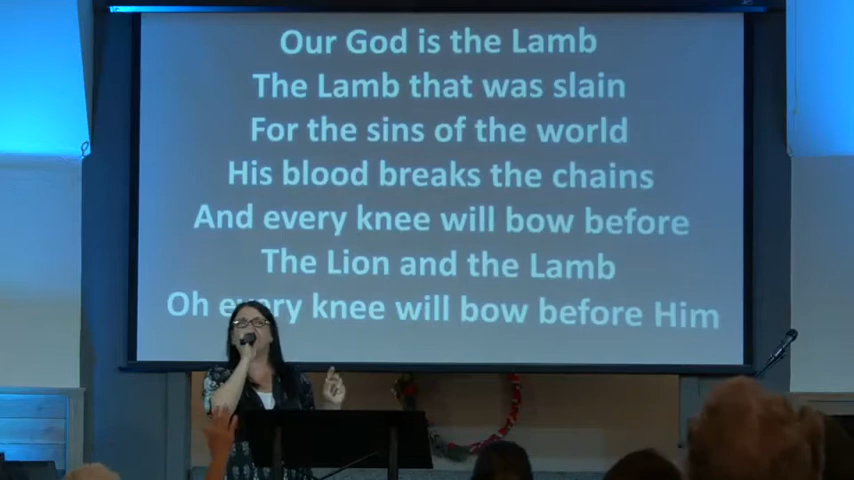 Our God is the Lamb
The Lamb that was slain
For the sins of the world
His blood breaks the chains
And every knee will bow before
The Lion and the Lamb
Oh every knee will bow before Him